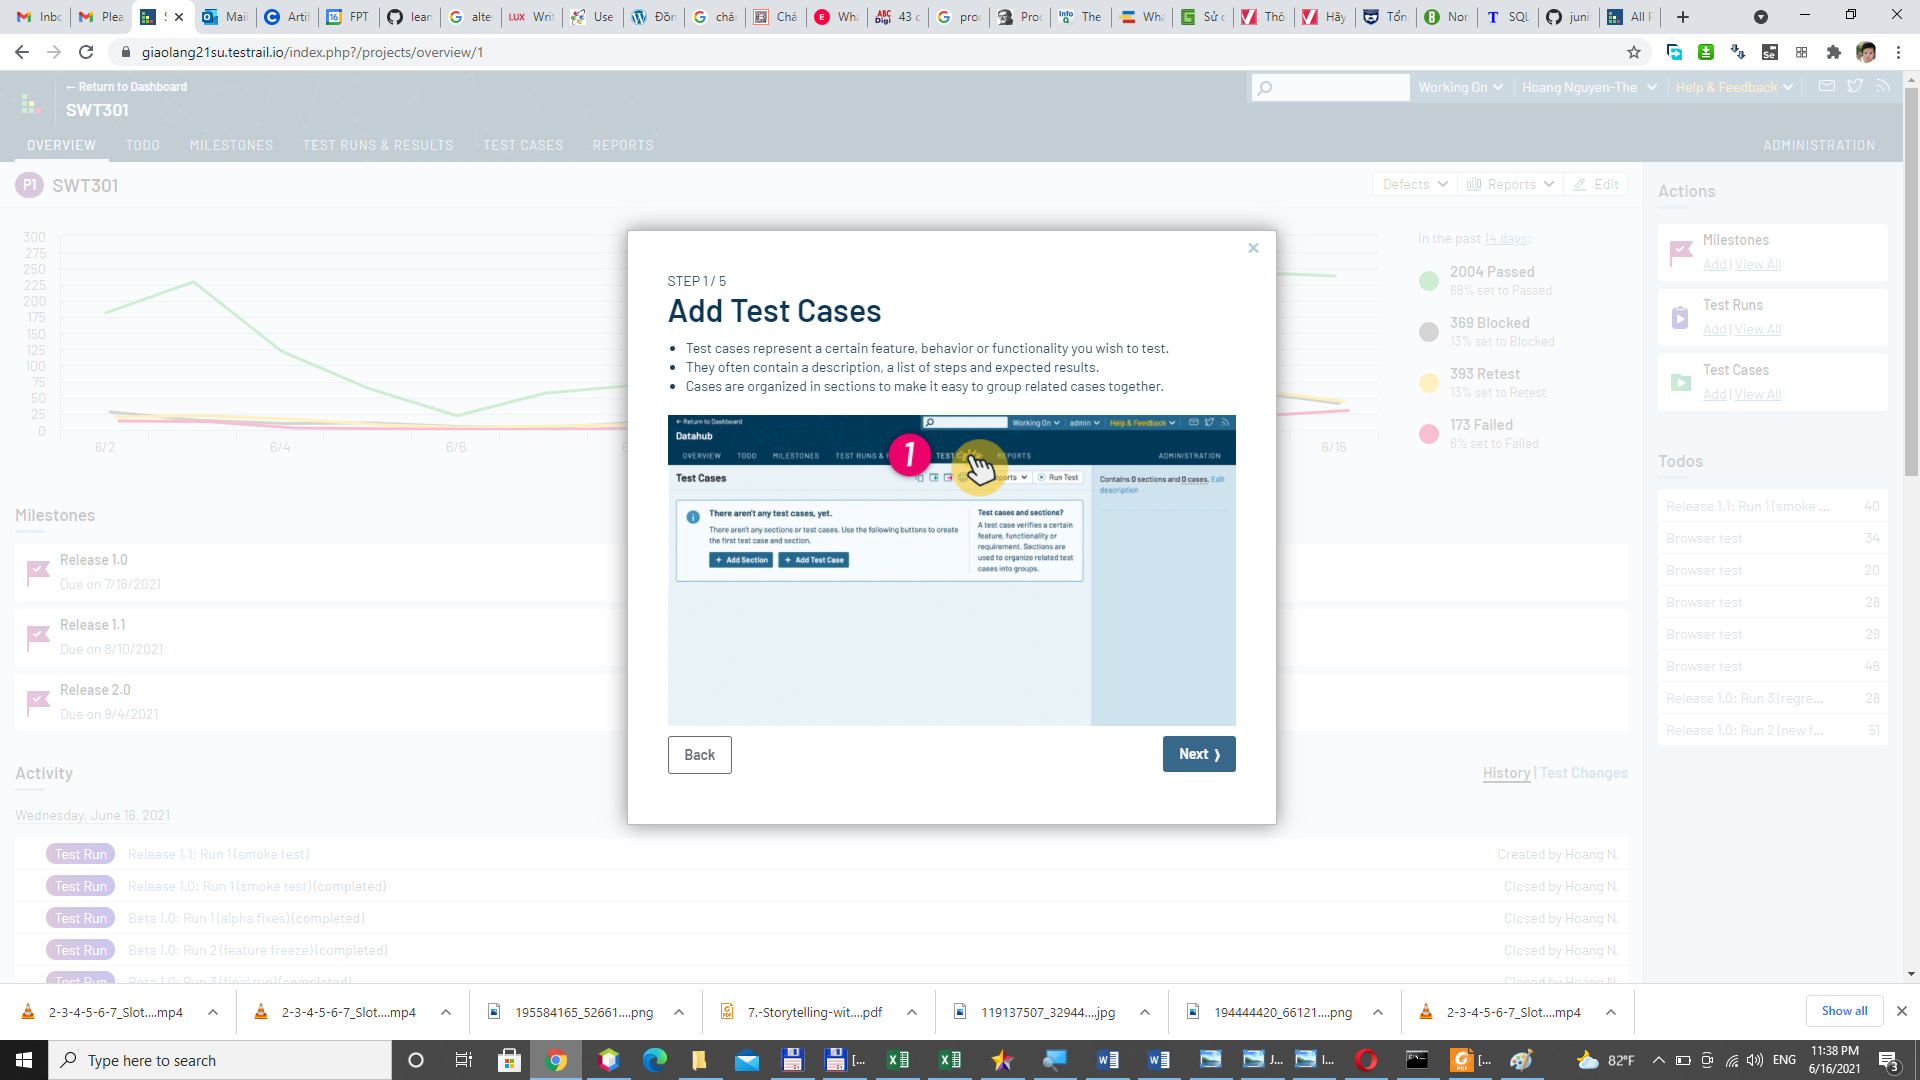 Inbo
Plea
S
Mail
Artif
FPT
lear
alte
LUX Writ
Use
Đồn
châ
Châ
Wha
ABC Digi 43 c
proc
Proc
Info Q The
Wha
Sử d
Thô
Hãy
Tổn
Nor
SQL
juni
All F
giaolang21su.testrail.io/index.php?/projects/overview/1
← Return to Dashboard
SWT301
Working On
Hoang Nguyen-The
Help & Feedback
OVERVIEW TODO MILESTONES TEST RUNS & RESULTS TEST CASES REPORTS ADMINISTRATION
P1 SWT301
Defects Reports Edit
300
275
250
225
200
175
150
125
100
75
50
25
0
6/2 6/4 6/6 6/16
In the past 14 days:
2004 Passed
68% set to Passed
369 Blocked
13% set to Blocked
393 Retest
13% set to Retest
173 Failed
6% set to Failed
Actions
Milestones
Add | View All
Test Runs
Add | View All
Test Cases
Add | View All
Todos
Release 1.1: Run 1 (smoke ... 40
Browser test 34
Browser test 20
Browser test 28
Browser test 29
Browser test 46
Release 1.0: Run 3 (regre... 28
Release 1.0: Run 2 (new f... 51
STEP 1 / 5
Add Test Cases
• Test cases represent a certain feature, behavior or functionality you wish to test.
• They often contain a description, a list of steps and expected results.
• Cases are organized in sections to make it easy to group related cases together.
← Return to Dashboard
Datahub
Working On admin Help & Feedback
OVERVIEW TODO MILESTONES TEST RUNS & 1 TEST REPORTS ADMINISTRATION
Test Cases
Run Test
Contains 0 sections and 0 cases. Edit
description
There aren't any test cases, yet.
There aren't any sections or test cases. Use the following buttons to create
the first test case and section.
+ Add Section + Add Test Case
Test cases and sections?
A test case verifies a certain
feature, functionality or
requirement. Sections are
used to organize related test
cases into groups.
Back
Next ❭
Milestones
Release 1.0
Due on 7/16/2021
Release 1.1
Due on 8/10/2021
Release 2.0
Due on 9/4/2021
Activity
History | Test Changes
Wednesday, June 16, 2021
Test Run Release 1.1: Run 1 (smoke test) Created by Hoang N.
Test Run Release 1.0: Run 1 (smoke test) (completed) Closed by Hoang N.
Test Run Beta 1.0: Run 1 (alpha fixes) (completed) Closed by Hoang N.
Test Run Beta 1.0: Run 2 (feature freeze) (completed) Closed by Hoang N.
Test Run Beta 1.0: Run 3 (final run) (completed) Closed by Hoang N.
2-3-4-5-6-7_Slot....mp4
2-3-4-5-6-7_Slot....mp4
195584165_52661....png
7.-Storytelling-wit....pdf
119137507_32944....jpg
194444420_66121....png
2-3-4-5-6-7_Slot....mp4
Show all
Type here to search
[...
J...
I...
[...
82°F
ENG
11:38 PM
6/16/2021
3